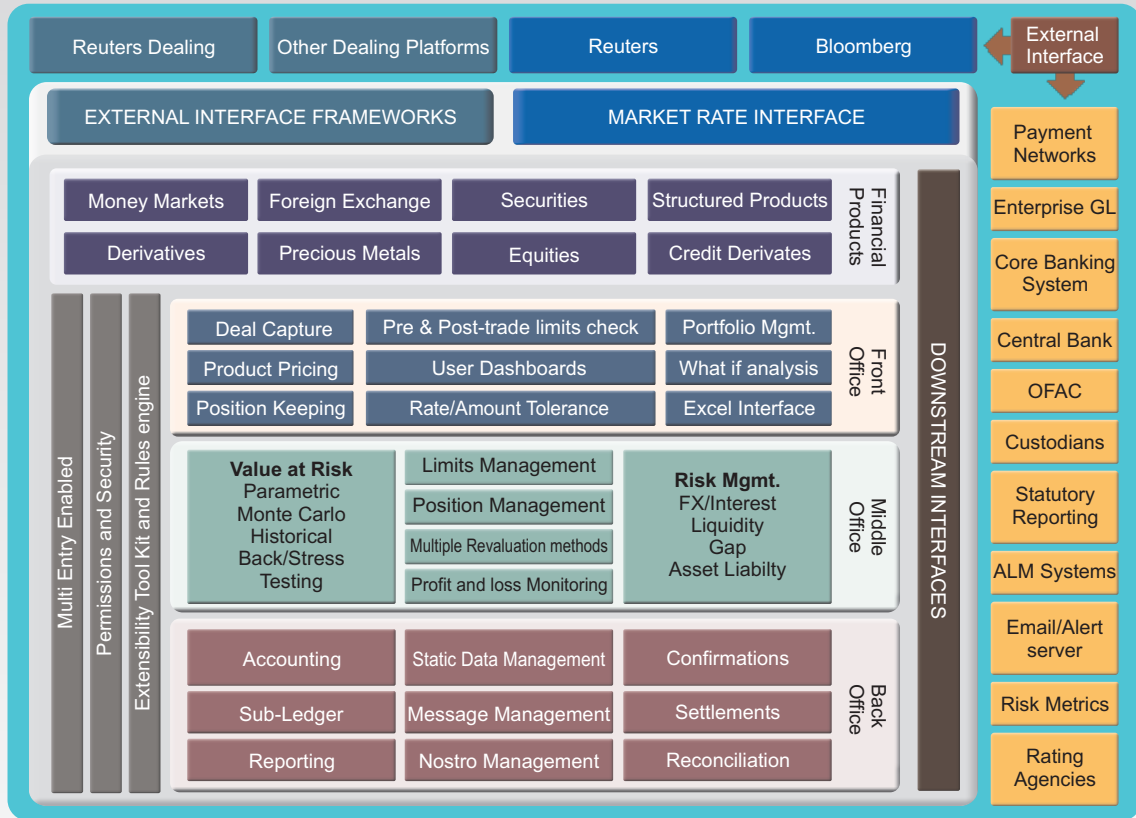 Reuters Dealing
Other Dealing Platforms
Reuters
Bloomberg
External
Interface
EXTERNAL INTERFACE FRAMEWORKS
MARKET RATE INTERFACE
Money Markets
Foreign Exchange
Securities
Structured Products
Derivatives
Precious Metals
Equities
Credit Derivates
Financial
Products
Multi Entry Enabled
Permissions and Security
Extensibility Tool Kit and Rules engine
Deal Capture
Pre & Post-trade limits check
Portfolio Mgmt.
Product Pricing
User Dashboards
What if analysis
Position Keeping
Rate/Amount Tolerance
Excel Interface
Front
Office
Value at Risk
Parametric
Monte Carlo
Historical
Back/Stress
Testing
Limits Management
Position Management
Multiple Revaluation methods
Profit and loss Monitoring
Risk Mgmt.
FX/Interest
Liquidity
Gap
Asset Liabilty
Middle
Office
Accounting
Static Data Management
Confirmations
Sub-Ledger
Message Management
Settlements
Reporting
Nostro Management
Reconciliation
Back
Office
DOWNSTREAM INTERFACES
Payment
Networks
Enterprise GL
Core Banking
System
Central Bank
OFAC
Custodians
Statutory
Reporting
ALM Systems
Email/Alert
server
Risk Metrics
Rating
Agencies